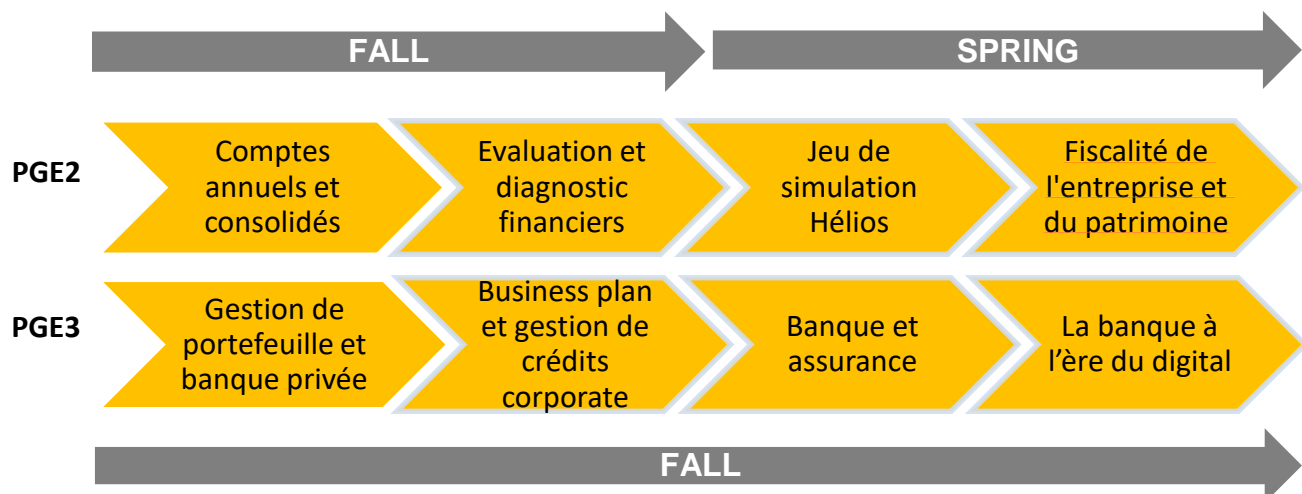 FALL
SPRING
PGE2
Comptes
annuels et
consolidés
Evaluation et
diagnostic
financiers
Jeu de
simulation
Hélios
Fiscalité de
l'entreprise et
du patrimoine
PGE3
Gestion de
portefeuille et
banque privée
Business plan
et gestion de
crédits
corporate
Banque et
assurance
La banque à
l’ère du digital
FALL